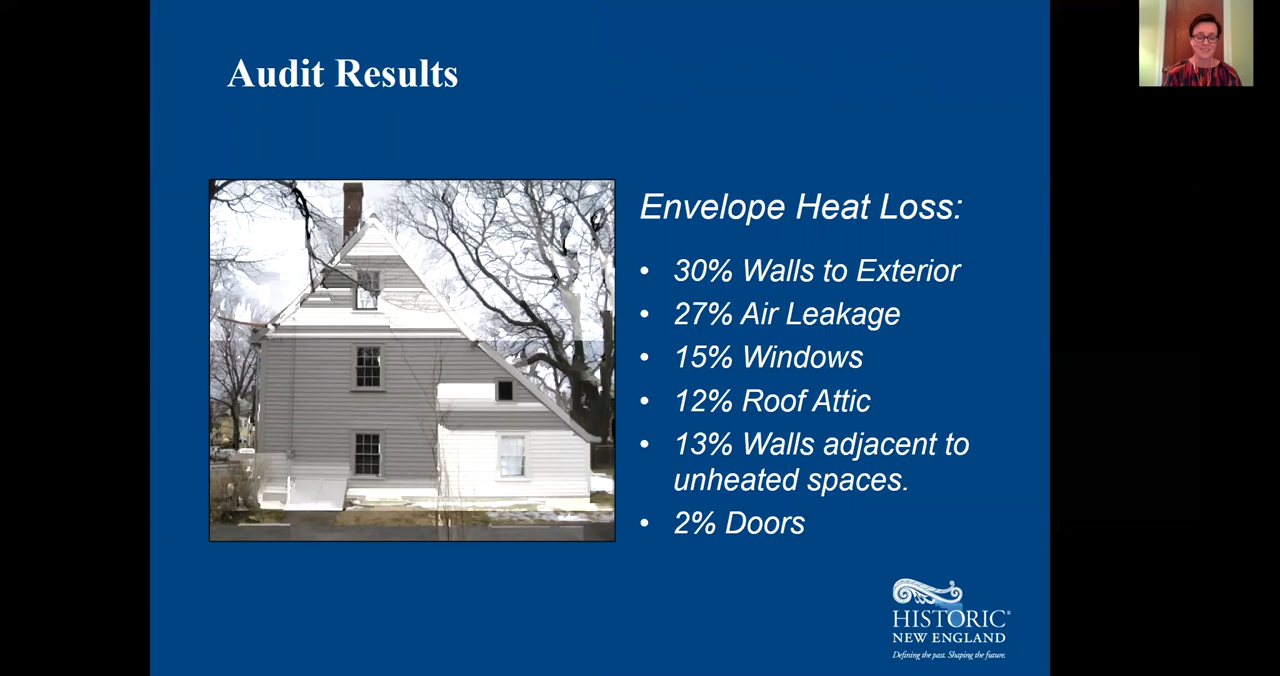 Audit Results
Envelope Heat Loss:
• 30% Walls to Exterior
• 27% Air Leakage
• 15% Windows
• 12% Roof Attic
• 13% Walls adjacent to
unheated spaces.
• 2% Doors
HISTORIC®
NEW ENGLAND
Defining the past. Shaping the future.